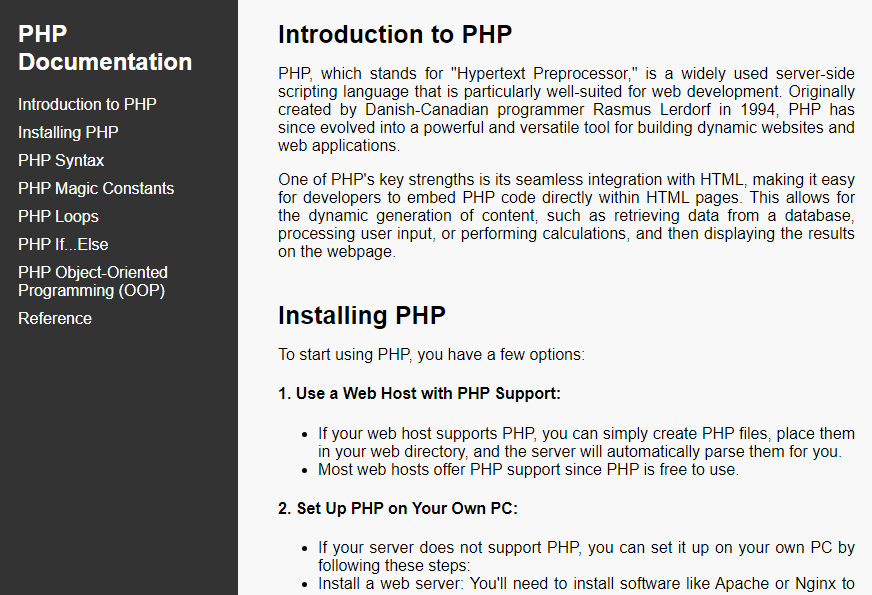 PHP
Documentation
Introduction to PHP
Installing PHP
PHP Syntax
PHP Magic Constants
PHP Loops
PHP If...Else
PHP Object-Oriented
Programming (OOP)
Reference
Introduction to PHP
PHP, which stands for "Hypertext Preprocessor," is a widely used server-side
scripting language that is particularly well-suited for web development. Originally
created by Danish-Canadian programmer Rasmus Lerdorf in 1994, PHP has
since evolved into a powerful and versatile tool for building dynamic websites and
web applications.
One of PHP's key strengths is its seamless integration with HTML, making it easy
for developers to embed PHP code directly within HTML pages. This allows for
the dynamic generation of content, such as retrieving data from a database,
processing user input, or performing calculations, and then displaying the results
on the webpage.
Installing PHP
To start using PHP, you have a few options:
1. Use a Web Host with PHP Support:
• If your web host supports PHP, you can simply create PHP files, place them
in your web directory, and the server will automatically parse them for you.
• Most web hosts offer PHP support since PHP is free to use.
2. Set Up PHP on Your Own PC:
• If your server does not support PHP, you can set it up on your own PC by
following these steps:
• Install a web server: You'll need to install software like Apache or Nginx to